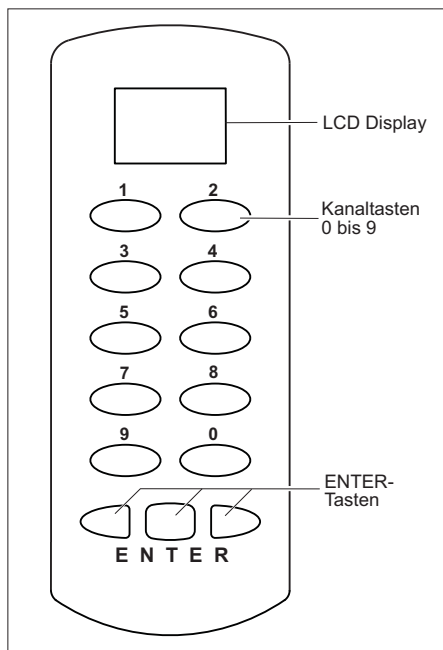 LCD Display
1 2
Kanaltasten
0 bis 9
3 4
5 6
7 8
9 0
ENTER-
Tasten
E N T E R